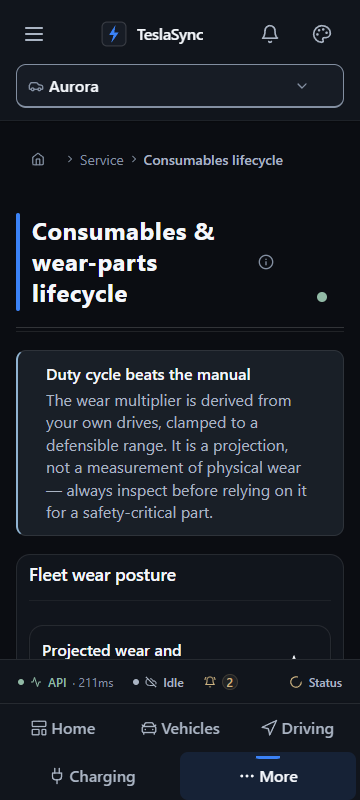 TeslaSync
Aurora
Service
Consumables lifecycle
Consumables &
wear-parts
lifecycle
Duty cycle beats the manual
The wear multiplier is derived from
your own drives, clamped to a
defensible range. It is a projection,
not a measurement of physical wear
— always inspect before relying on it
for a safety-critical part.
Fleet wear posture
Projected wear and
API · 211ms
Idle
2
Status
Home
Vehicles
Driving
Charging
More